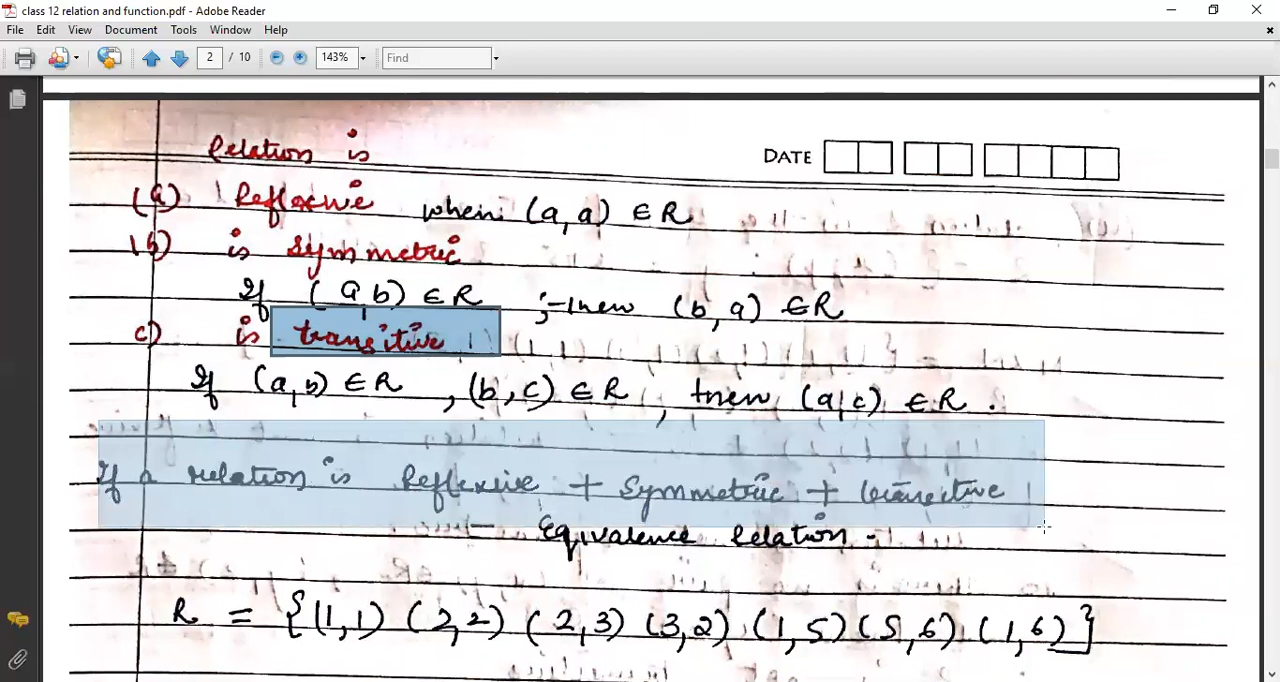 class 12 relation and function.pdf - Adobe Reader
File Edit View Document Tools Window Help
2 / 10 143% Find
Relation is
DATE
(a) Reflexive when (a,a) ∈ R
(b) is Symmetric
If (a b) ∈ R ; then (b,a) ∈ R
c) is transitive
If (a,b) ∈ R , (b,c) ∈ R , then (a,c) ∈ R .
If a relation is Reflexive + Symmetric + transitive
- Equivalence Relation -
R = {(1,1) (2,2) (2,3) (3,2) (1,5) (5,6) (1,6)}